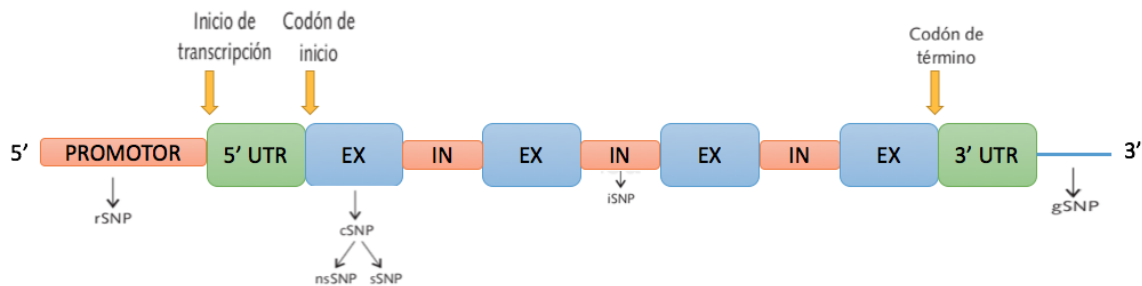 Inicio de
transcripción
Codón de
inicio
Codón de
término
5’ PROMOTOR 5’ UTR EX IN EX IN EX IN EX 3’ UTR 3’
rSNP
cSNP
nsSNP sSNP
iSNP
gSNP